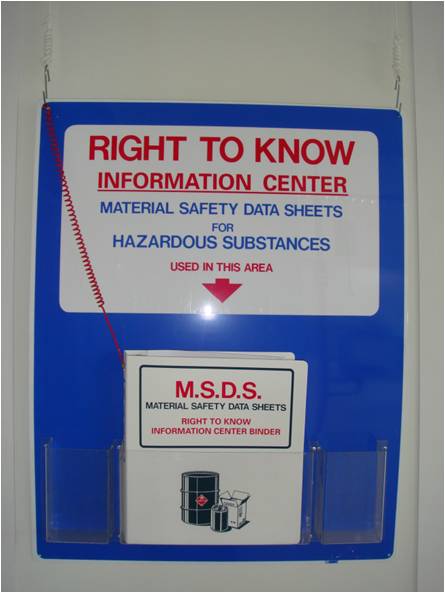 RIGHT TO KNOW
INFORMATION CENTER
MATERIAL SAFETY DATA SHEETS
FOR
HAZARDOUS SUBSTANCES
USED IN THIS AREA
M.S.D.S.
MATERIAL SAFETY DATA SHEETS
RIGHT TO KNOW
INFORMATION CENTER BINDER